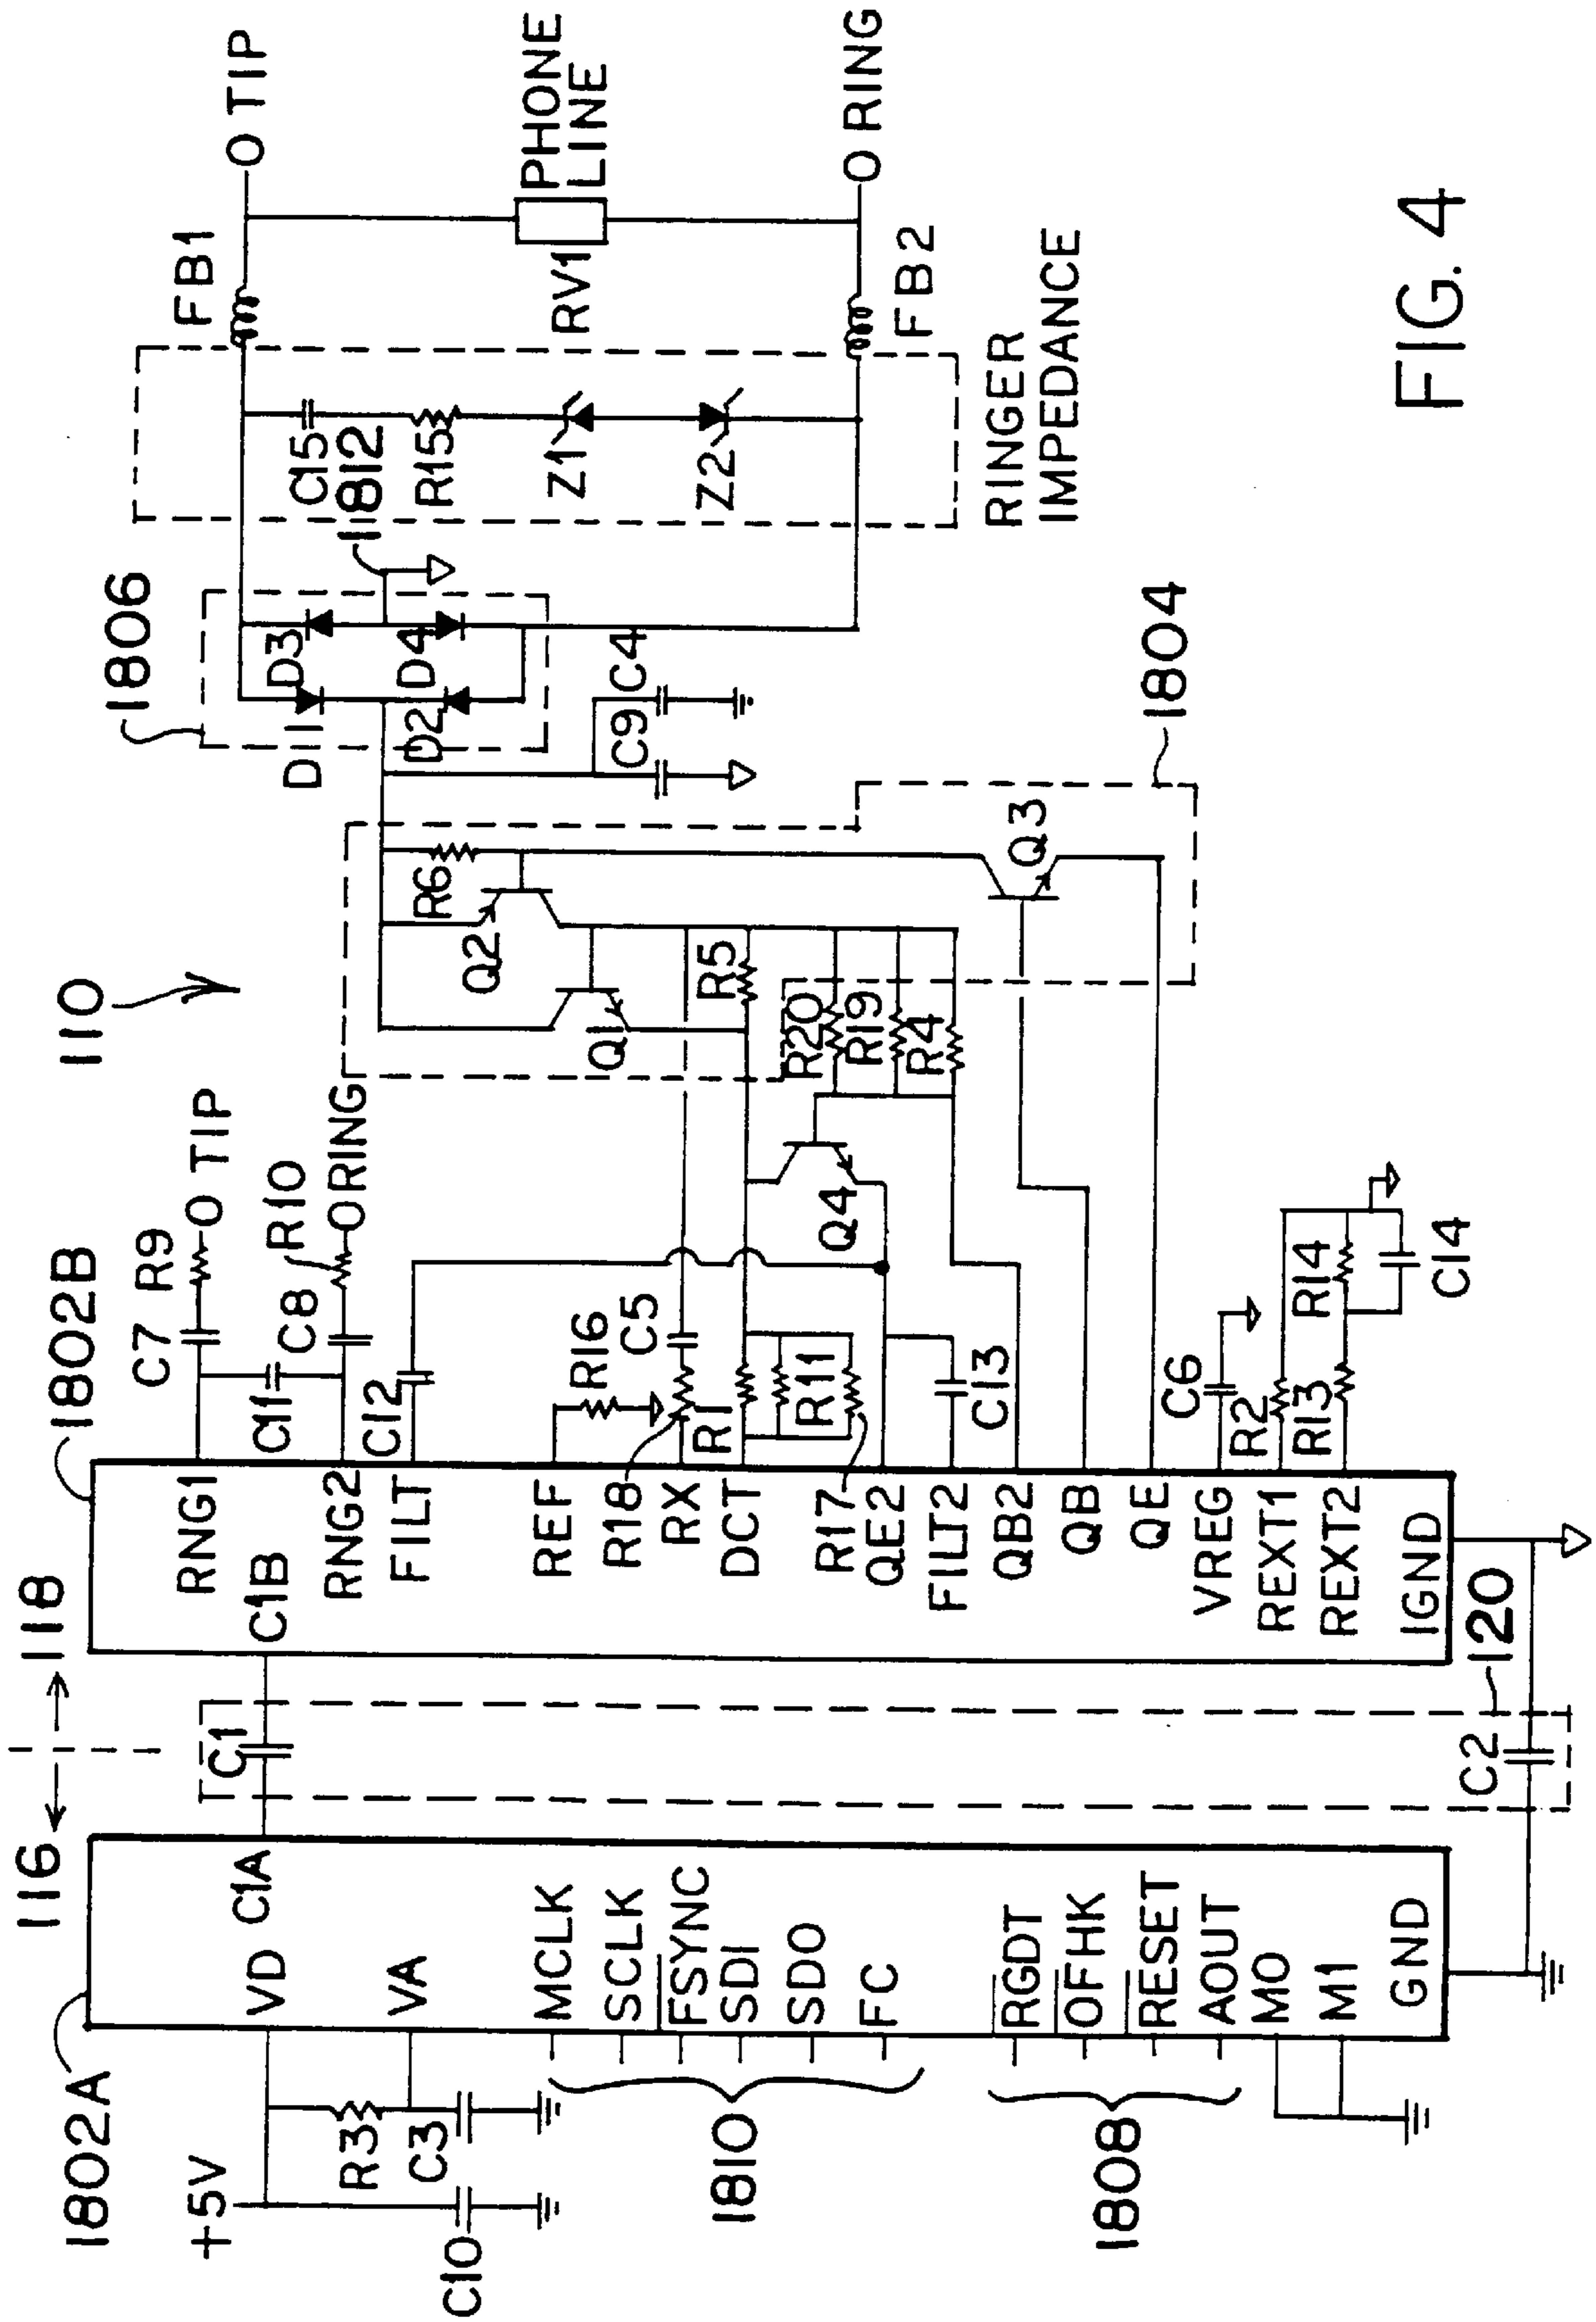 110
116
118
1802A
1802B
1806
+5V
VD
C1A
VA
R3
C3
C10
MCLK
SCLK
FSYNC
SDI
SDO
FC
1810
RGDT
OFHK
RESET
AOUT
1808
M0
M1
GND
C1
C2
120
C1B
RNG1
RNG2
FILT
REF
R18
RX
DCT
R17
QE2
FILT2
QB2
QB
QE
VREG
REXT1
REXT2
IGND
C7 R9
O TIP
C11
C8
R10
O RING
C12
R16
C5
R1
R11
C13
C6
R2
R13
R14
C14
Q4
R20
R19
R4
R5
Q1
Q2
R6
Q3
1804
D1
D2
D3
D4
C9
C4
1812
C15
R15
Z1
Z2
RINGER
IMPEDANCE
FB1
FB2
RV1
PHONE
LINE
O TIP
O RING
FIG. 4